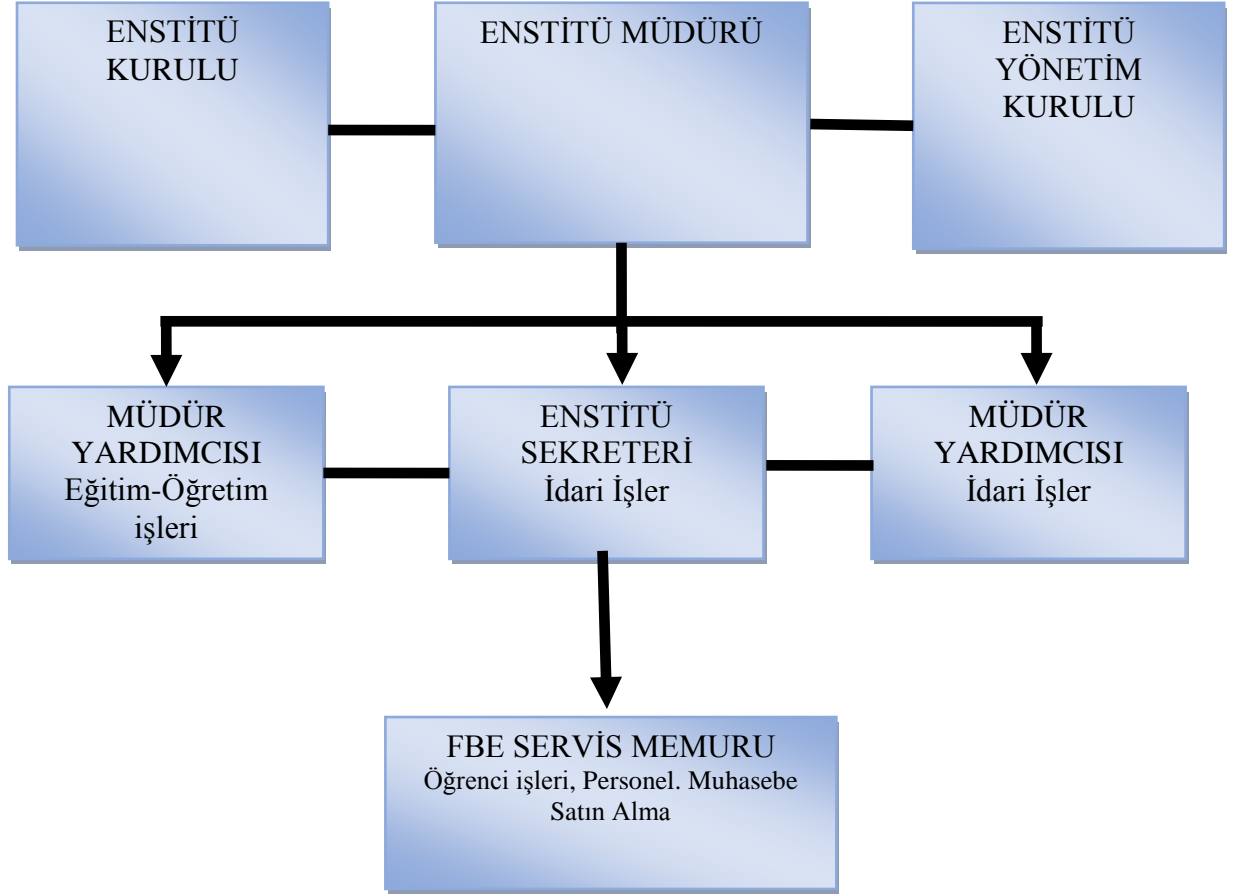 ENSTİTÜ
KURULU
ENSTİTÜ MÜDÜRÜ
ENSTİTÜ
YÖNETİM
KURULU
MÜDÜR
YARDIMCISI
Eğitim-Öğretim
işleri
ENSTİTÜ
SEKRETERİ
İdari İşler
MÜDÜR
YARDIMCISI
İdari İşler
FBE SERVİS MEMURU
Öğrenci işleri, Personel. Muhasebe
Satın Alma